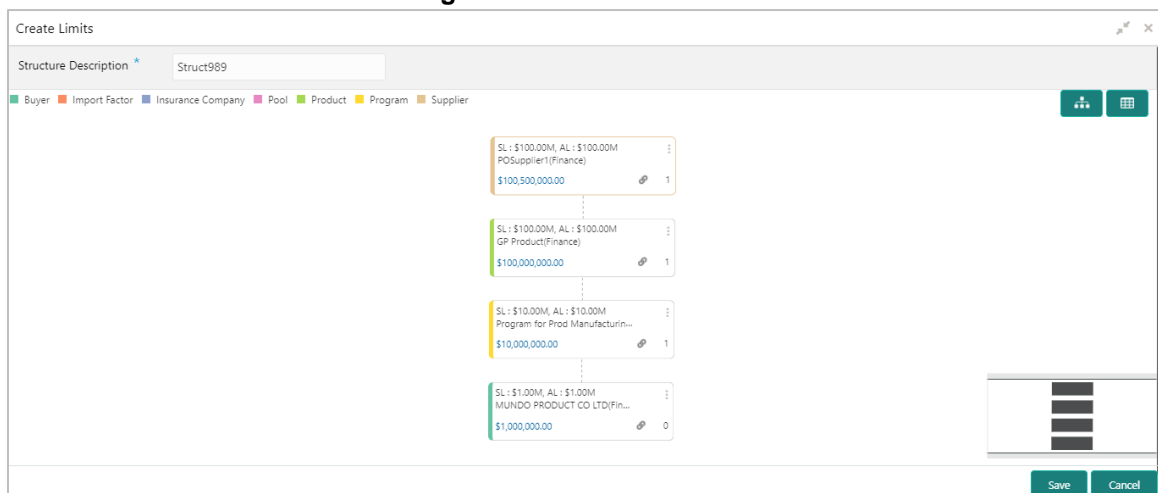 Create Limits
Structure Description *
Struct989
Buyer Import Factor Insurance Company Pool Product Program Supplier
SL : $100.00M, AL : $100.00M
POSupplier1(Finance)
$100,500,000.00 1
SL : $100.00M, AL : $100.00M
GP Product(Finance)
$100,000,000.00 1
SL : $10.00M, AL : $10.00M
Program for Prod Manufacturin...
$10,000,000.00 1
SL : $1.00M, AL : $1.00M
MUNDO PRODUCT CO LTD(Fin...
$1,000,000.00 0
Save Cancel